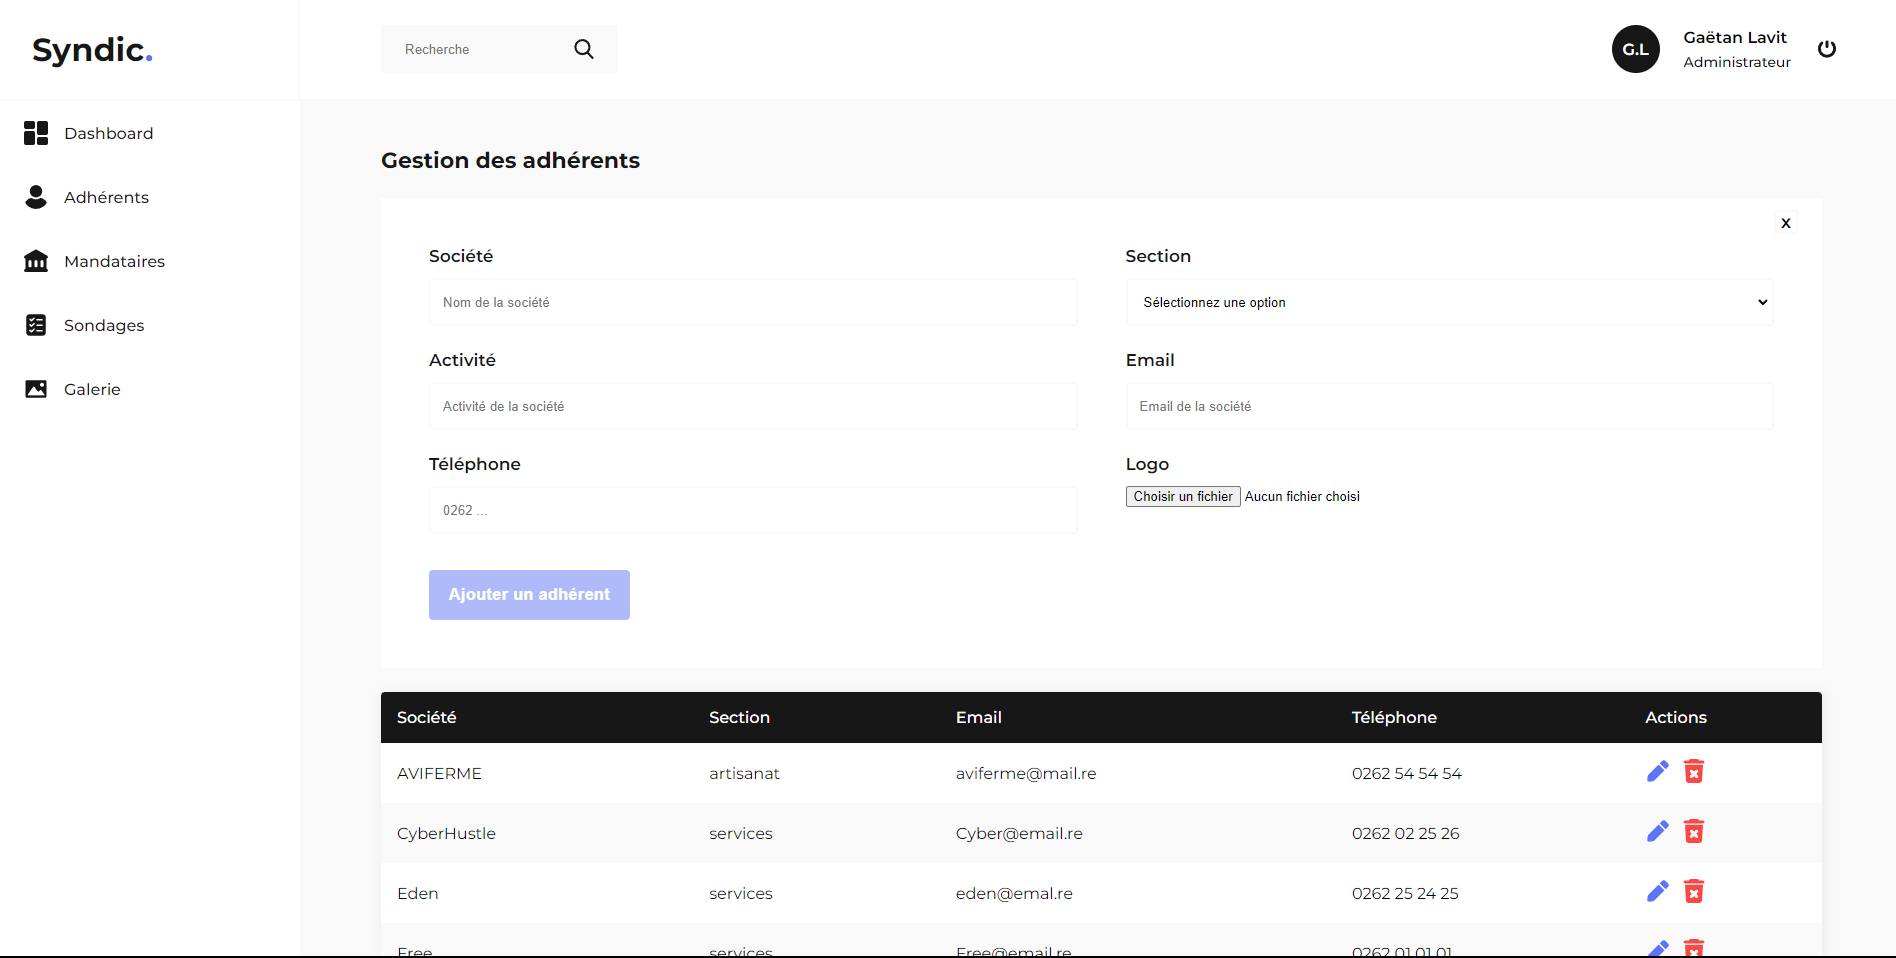 Syndic.
Recherche
G.L
Gaëtan Lavit
Administrateur
Dashboard
Adhérents
Mandataires
Sondages
Galerie
Gestion des adhérents
X
Société
Section
Nom de la société
Sélectionnez une option
Activité
Email
Activité de la société
Email de la société
Téléphone
Logo
0262 ...
Choisir un fichier Aucun fichier choisi
Ajouter un adhérent
Société Section Email Téléphone Actions
AVIFERME artisanat aviferme@mail.re 0262 54 54 54
CyberHustle services Cyber@email.re 0262 02 25 26
Eden services eden@emal.re 0262 25 24 25
Free services Free@email.re 0262 01 01 01